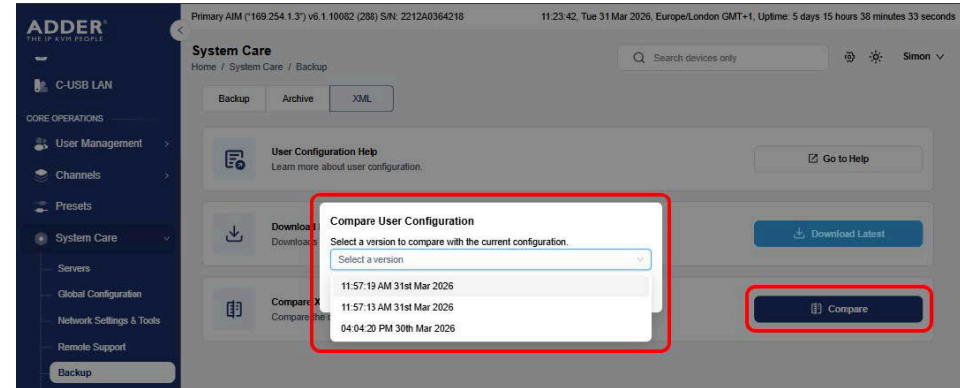 ADDER®
THE IP KVM PEOPLE
Primary AIM ("169.254.1.3") v6.1.10082 (288) S/N: 2212A0364218
11:23:42, Tue 31 Mar 2026, Europe/London GMT+1, Uptime: 5 days 15 hours 38 minutes 33 seconds
System Care
Home / System Care / Backup
Search devices only
Simon
C-USB LAN
CORE OPERATIONS
User Management
Channels
Presets
System Care
Servers
Global Configuration
Network Settings & Tools
Remote Support
Backup
Backup
Archive
XML
User Configuration Help
Learn more about user configuration.
Go to Help
Download
Downloads
Download Latest
Compare X
Compare the
Compare
Compare User Configuration
Select a version to compare with the current configuration.
Select a version
11:57:19 AM 31st Mar 2026
11:57:13 AM 31st Mar 2026
04:04:20 PM 30th Mar 2026